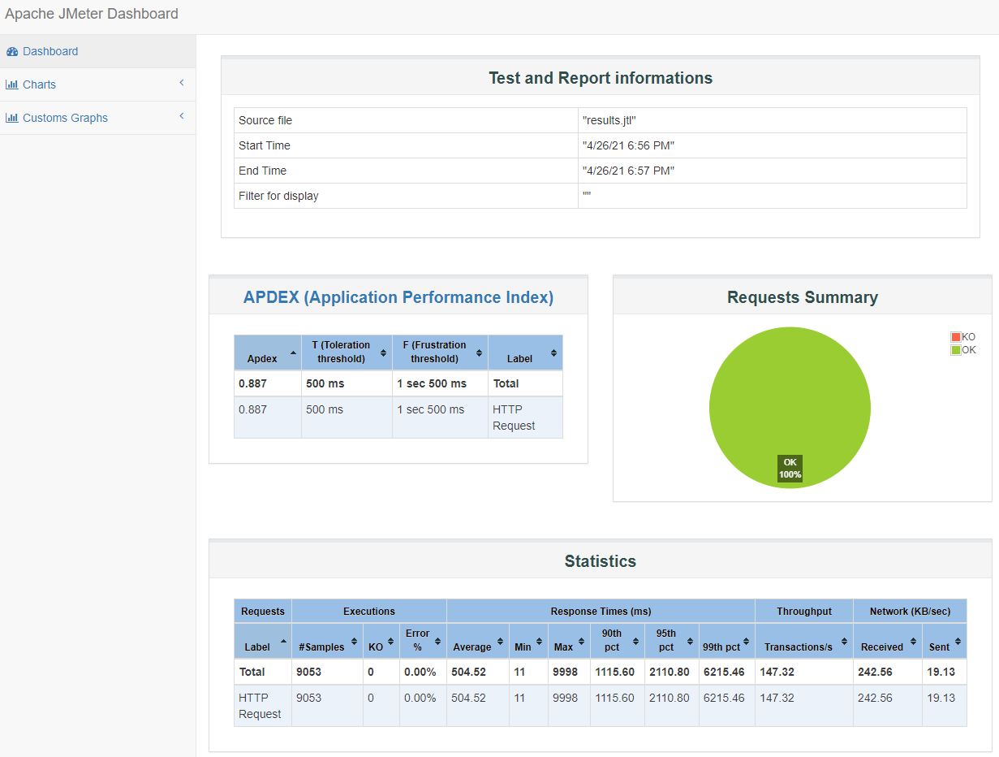 Apache JMeter Dashboard
Dashboard
Charts
Customs Graphs
Test and Report informations
Source file "results.jtl"
Start Time "4/26/21 6:56 PM"
End Time "4/26/21 6:57 PM"
Filter for display ""
APDEX (Application Performance Index)
Apdex T (Toleration threshold) F (Frustration threshold) Label
0.887 500 ms 1 sec 500 ms Total
0.887 500 ms 1 sec 500 ms HTTP Request
Requests Summary
KO
OK
OK
100%
Statistics
Requests Executions Response Times (ms) Throughput Network (KB/sec)
Label #Samples KO Error % Average Min Max 90th pct 95th pct 99th pct Transactions/s Received Sent
Total 9053 0 0.00% 504.52 11 9998 1115.60 2110.80 6215.46 147.32 242.56 19.13
HTTP Request 9053 0 0.00% 504.52 11 9998 1115.60 2110.80 6215.46 147.32 242.56 19.13